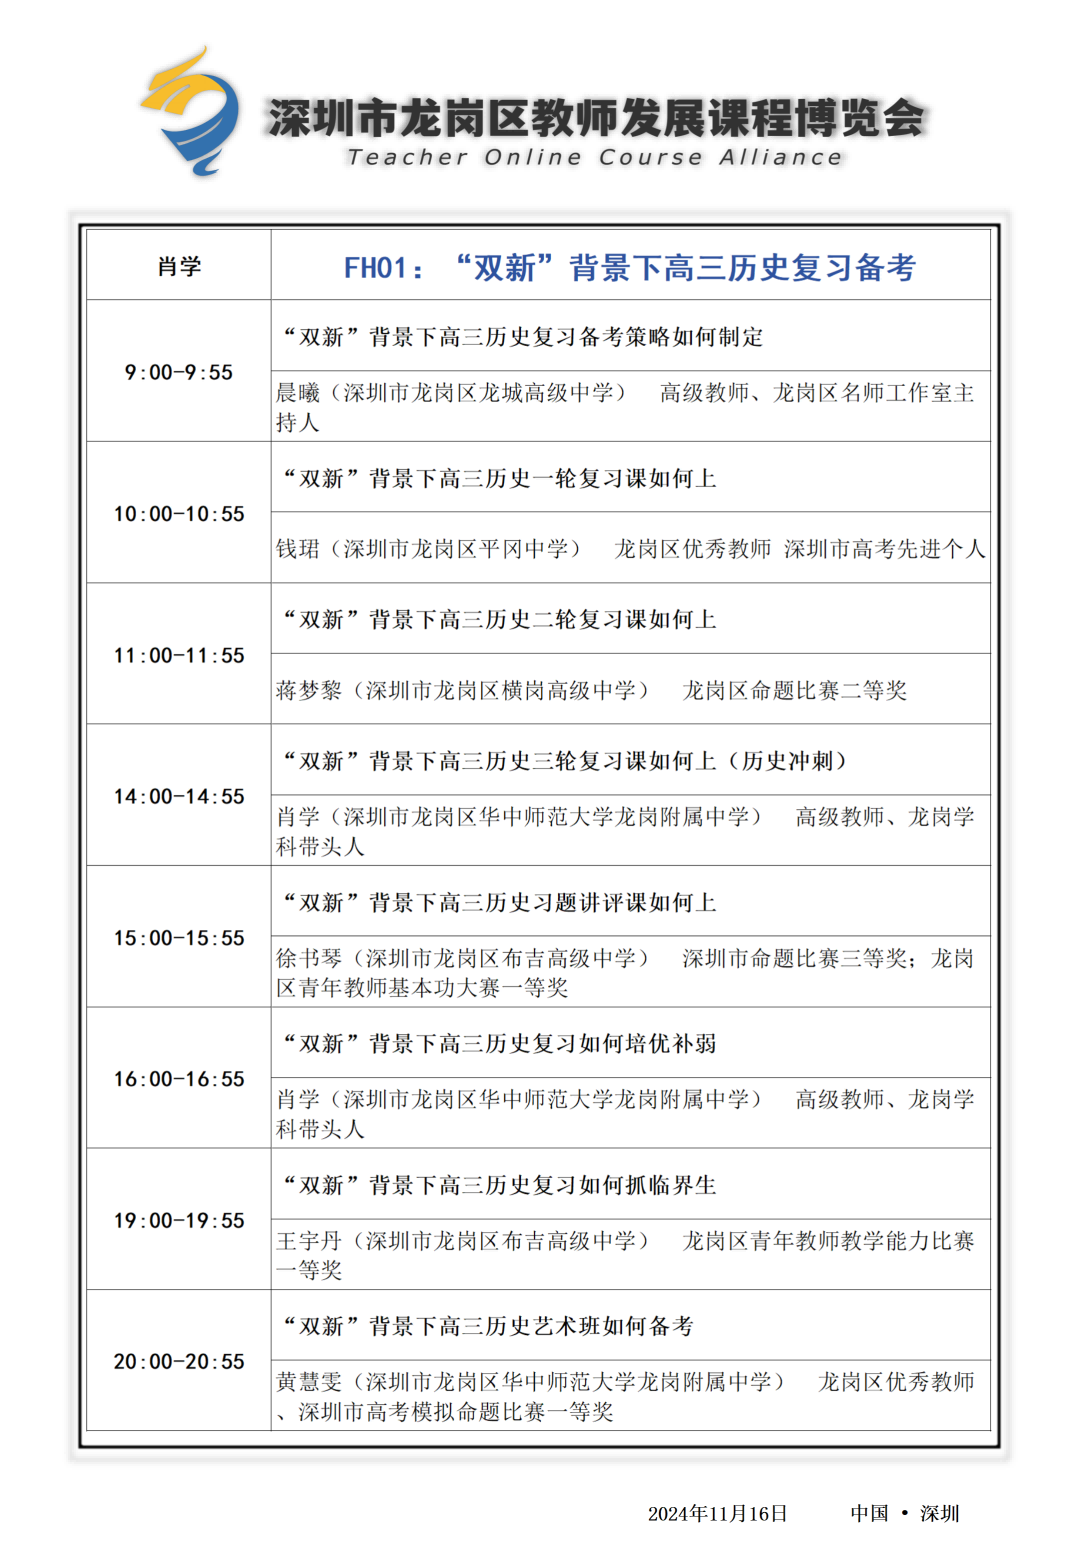 深圳市龙岗区教师发展课程博览会
Teacher Online Course Alliance
肖学
FH01：“双新”背景下高三历史复习备考
9:00-9:55
“双新”背景下高三历史复习备考策略如何制定
晨曦（深圳市龙岗区龙城高级中学） 高级教师、龙岗区名师工作室主
持人
10:00-10:55
“双新”背景下高三历史一轮复习课如何上
钱珺（深圳市龙岗区平冈中学） 龙岗区优秀教师 深圳市高考先进个人
11:00-11:55
“双新”背景下高三历史二轮复习课如何上
蒋梦黎（深圳市龙岗区横岗高级中学） 龙岗区命题比赛二等奖
14:00-14:55
“双新”背景下高三历史三轮复习课如何上（历史冲刺）
肖学（深圳市龙岗区华中师范大学龙岗附属中学） 高级教师、龙岗学
科带头人
15:00-15:55
“双新”背景下高三历史习题讲评课如何上
徐书琴（深圳市龙岗区布吉高级中学） 深圳市命题比赛三等奖；龙岗
区青年教师基本功大赛一等奖
16:00-16:55
“双新”背景下高三历史复习如何培优补弱
肖学（深圳市龙岗区华中师范大学龙岗附属中学） 高级教师、龙岗学
科带头人
19:00-19:55
“双新”背景下高三历史复习如何抓临界生
王宇丹（深圳市龙岗区布吉高级中学） 龙岗区青年教师教学能力比赛
一等奖
20:00-20:55
“双新”背景下高三历史艺术班如何备考
黄慧雯（深圳市龙岗区华中师范大学龙岗附属中学） 龙岗区优秀教师
、深圳市高考模拟命题比赛一等奖
2024年11月16日 中国 • 深圳